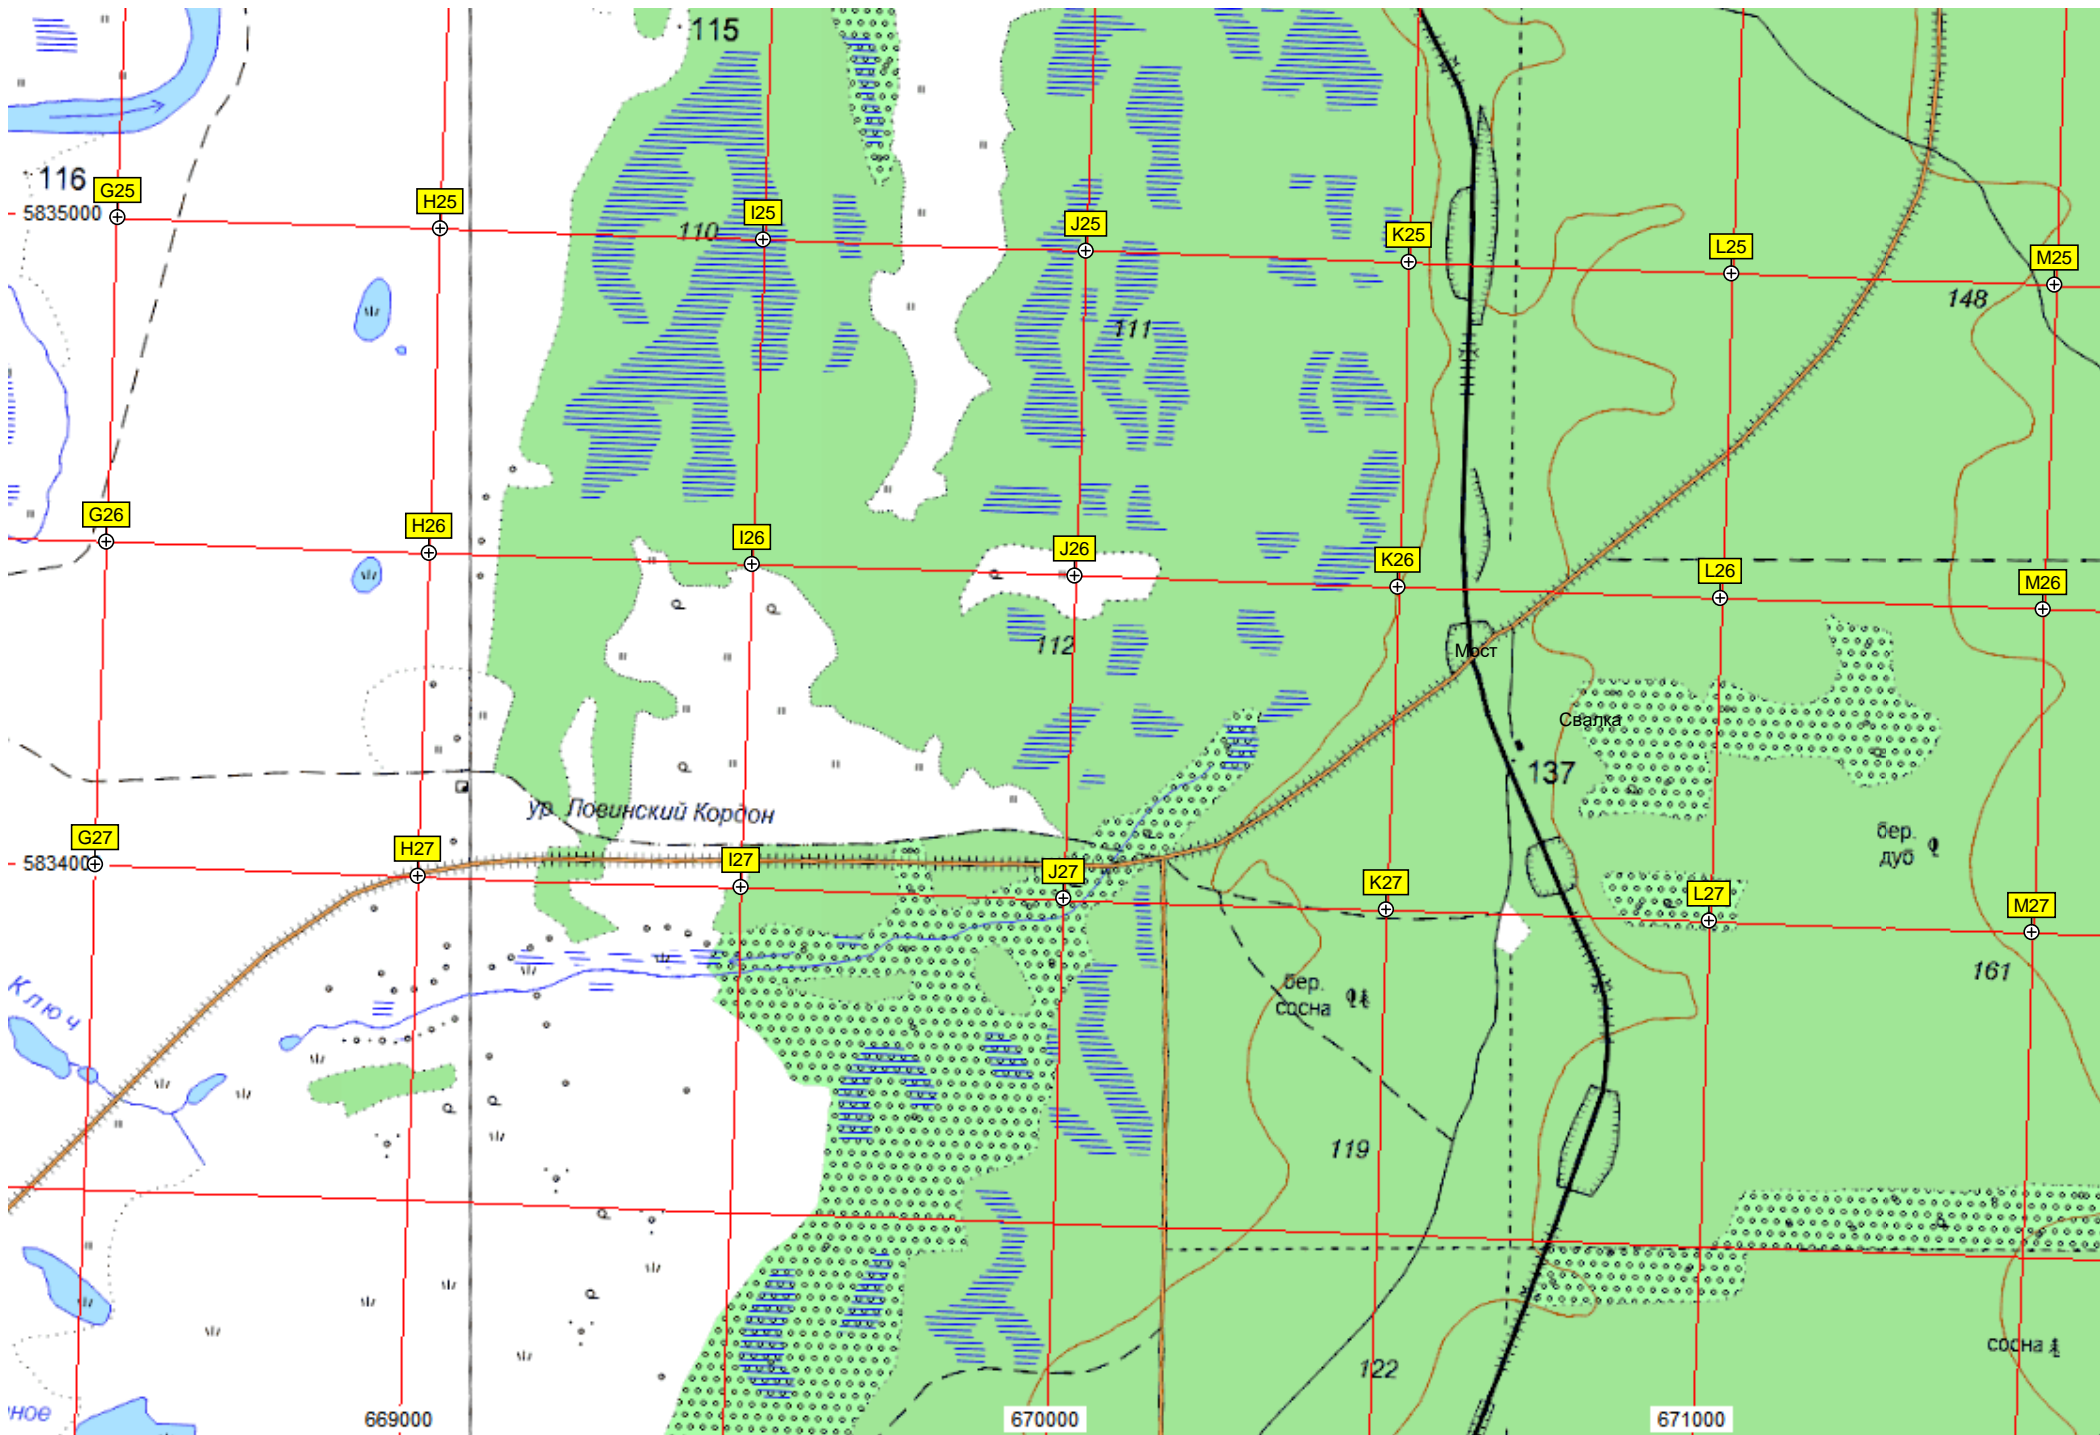 115
116
G25
5835000
H25
I25
110
J25
K25
L25
M25
148
111
G26
H26
I26
J26
K26
L26
M26
112
Мост
Свалка
137
ур. Ловинский Кордон
бер.
дуб
G27
583400
H27
I27
J27
K27
L27
M27
161
Ключ
бер.
сосна
119
сосна
122
ное
669000
670000
671000